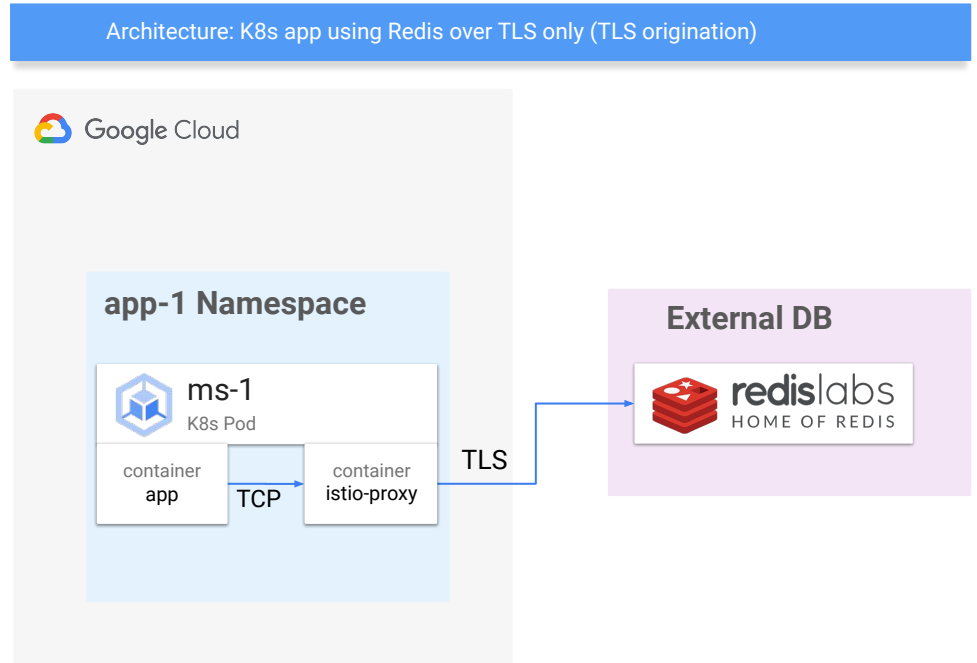 Architecture: K8s app using Redis over TLS only (TLS origination)
Google Cloud
app-1 Namespace
ms-1
K8s Pod
container
app
TCP
container
istio-proxy
TLS
External DB
redislabs
HOME OF REDIS